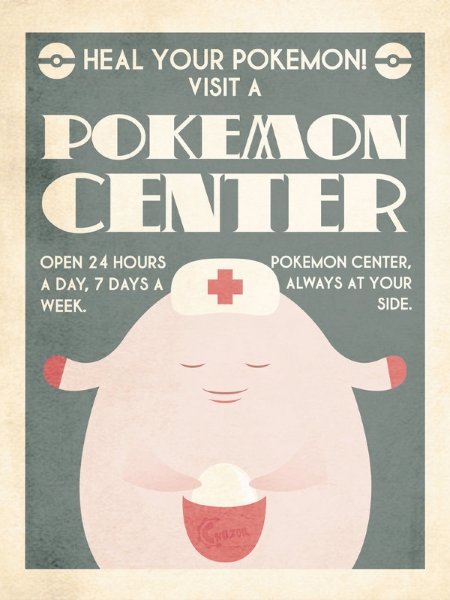 HEAL YOUR POKEMON!
VISIT A
POKEMON
CENTER
OPEN 24 HOURS
A DAY, 7 DAYS A
WEEK.
POKEMON CENTER,
ALWAYS AT YOUR
SIDE.